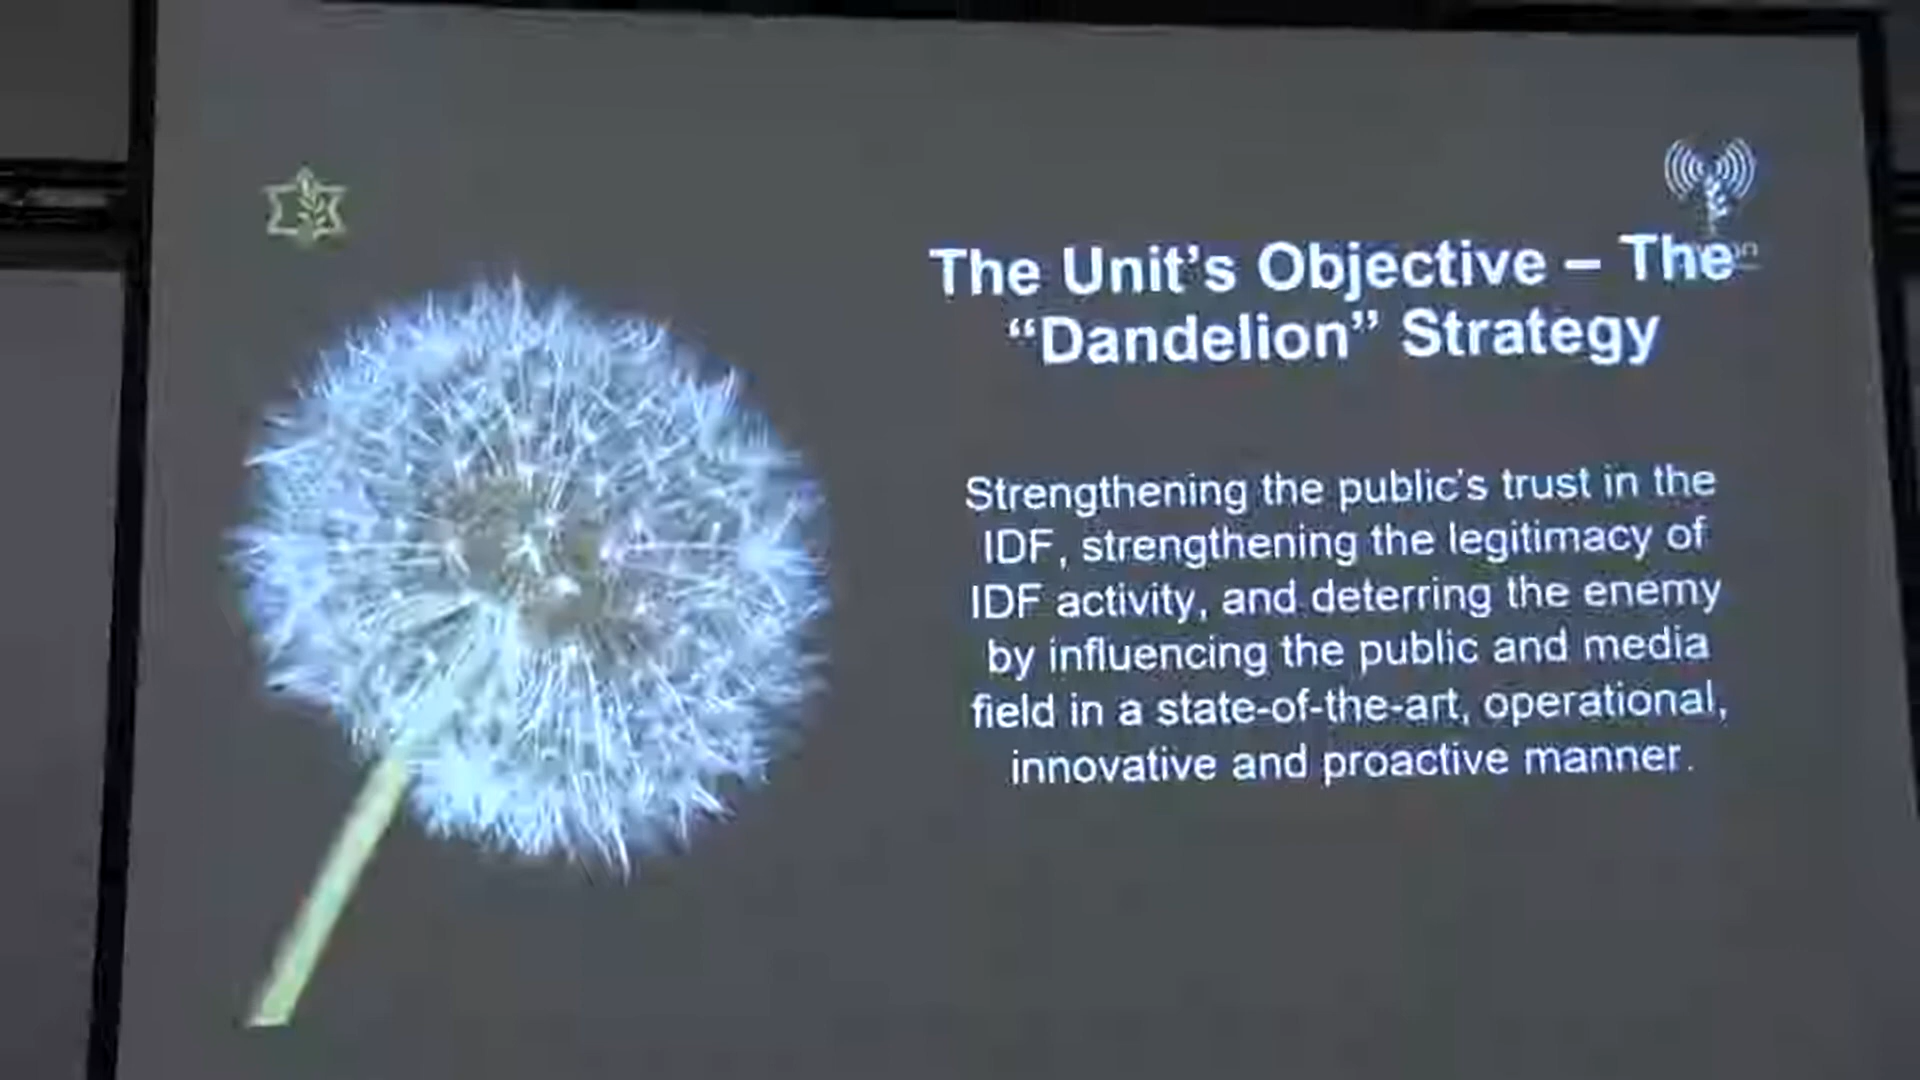 The Unit's Objective – The
“Dandelion” Strategy
Strengthening the public's trust in the
IDF, strengthening the legitimacy of
IDF activity, and deterring the enemy
by influencing the public and media
field in a state-of-the-art, operational,
innovative and proactive manner.